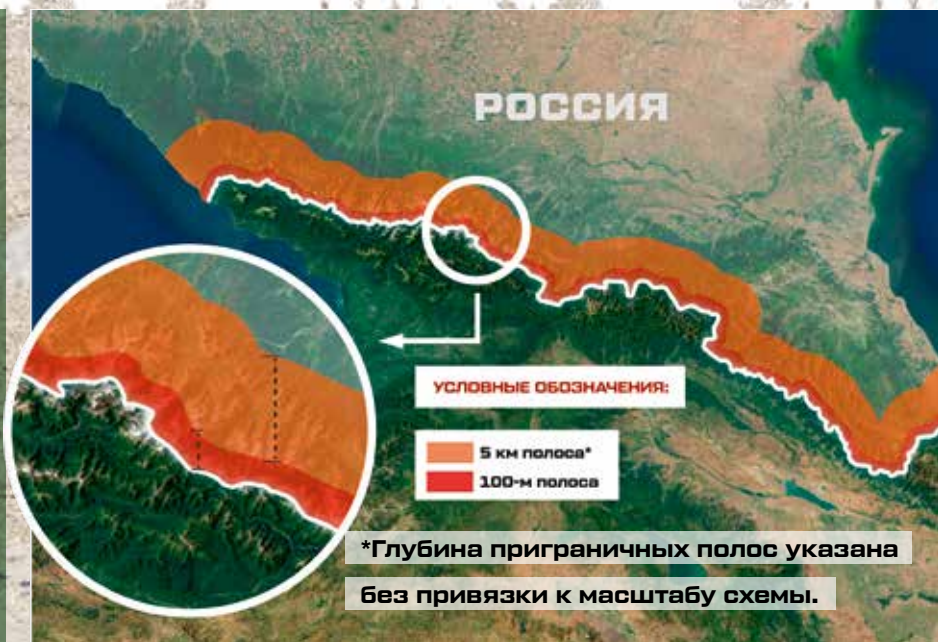 РОССИЯ
УСЛОВНЫЕ ОБОЗНАЧЕНИЯ:
5 км полоса*
100-м полоса
*Глубина приграничных полос указана
без привязки к масштабу схемы.